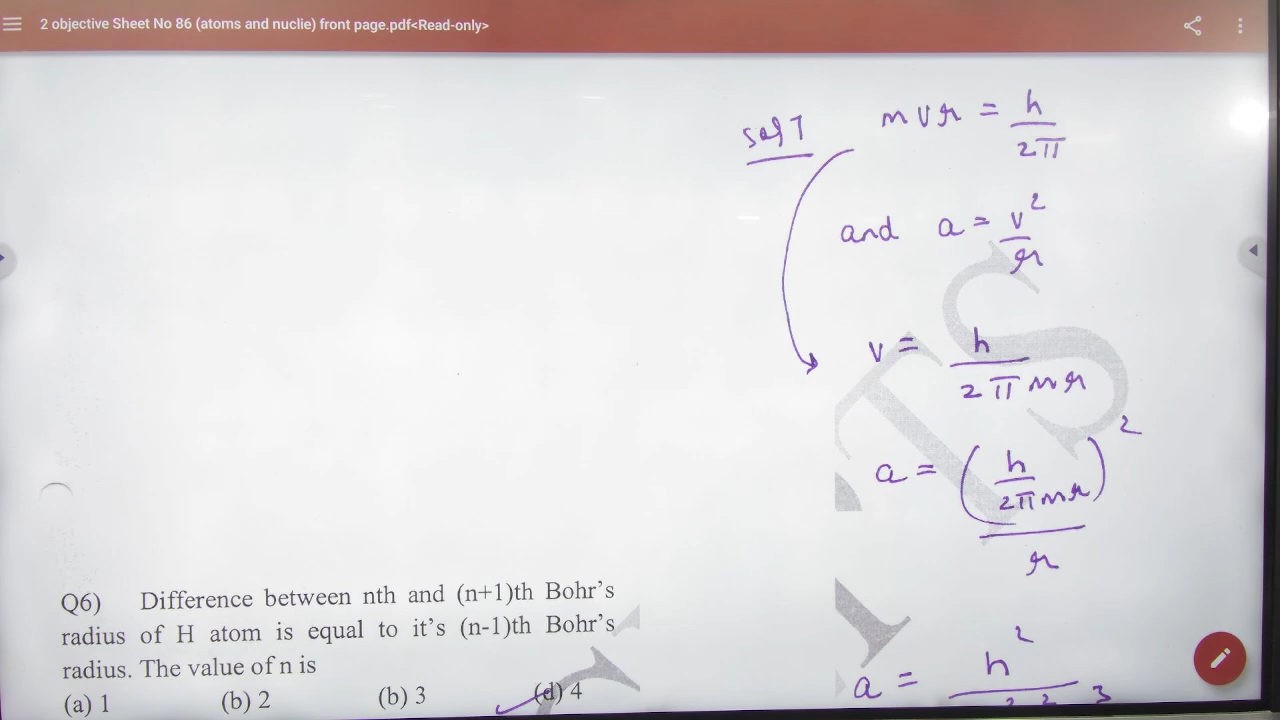 2 objective Sheet No 86 (atoms and nuclie) front page.pdf<Read-only>
Sol 7 mvr = h/2π
and a = v²/r
v = h/2πmr
a = (h/2πmr)²/r
a = h²
Q6) Difference between nth and (n+1)th Bohr's
radius of H atom is equal to it's (n-1)th Bohr's
radius. The value of n is
(a) 1 (b) 2 (b) 3 (d) 4